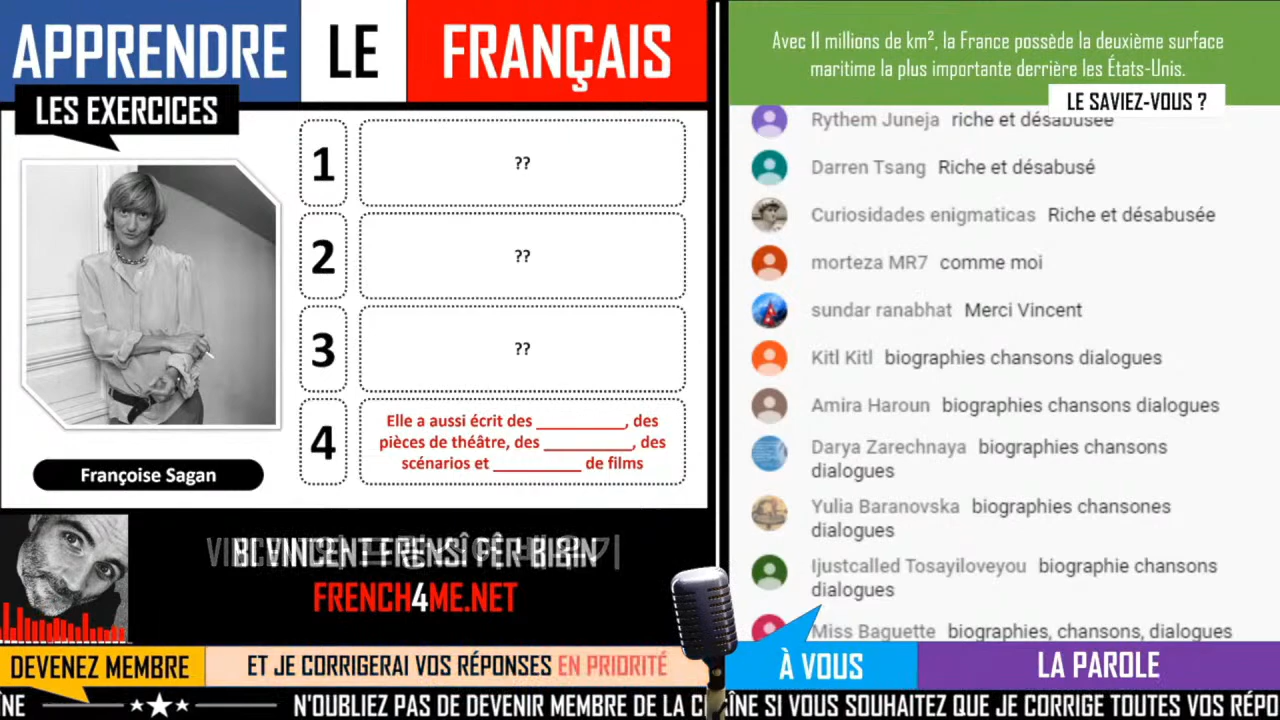 APPRENDRE LE FRANÇAIS
LES EXERCICES
1 ??
2 ??
3 ??
4
Elle a aussi écrit des __________, des
pièces de théâtre, des __________, des
scénarios et __________ de films
Françoise Sagan
FRENCH4ME.NET
DEVENEZ MEMBRE
ET JE CORRIGERAI VOS RÉPONSES EN PRIORITÉ
Avec 11 millions de km², la France possède la deuxième surface
maritime la plus importante derrière les États-Unis.
LE SAVIEZ-VOUS ?
Rythem Juneja riche et désabusée
Darren Tsang Riche et désabusé
Curiosidades enigmaticas Riche et désabusée
morteza MR7 comme moi
sundar ranabhat Merci Vincent
Kitl Kitl biographies chansons dialogues
Amira Haroun biographies chansons dialogues
Darya Zarechnaya biographies chansons
dialogues
Yulia Baranovska biographies chansones
dialogues
Ijustcalled Tosayiloveyou biographie chansons
dialogues
Miss Baguette biographies, chansons, dialogues
À VOUS
LA PAROLE
N'OUBLIEZ PAS DE DEVENIR MEMBRE DE LA SI VOUS SOUHAITEZ QUE JE CORRIGE TOUTES VOS